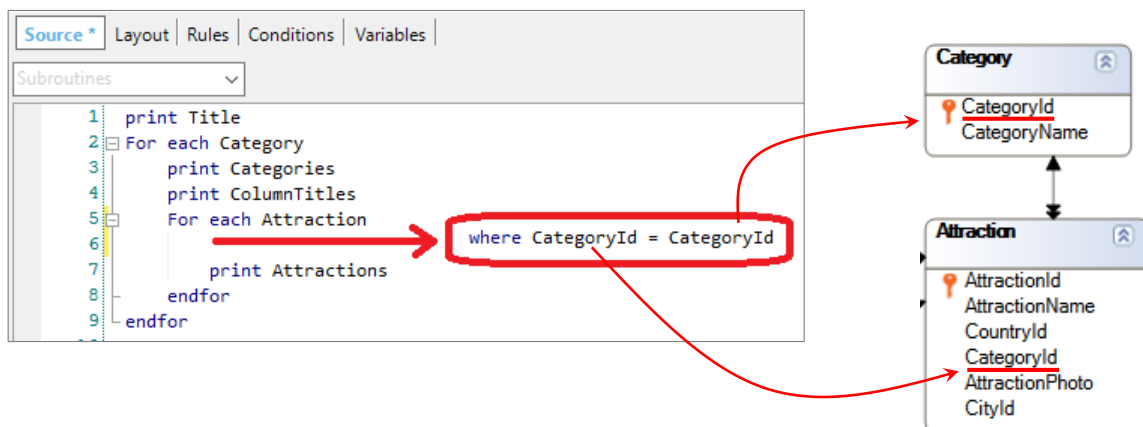 Source * Layout Rules Conditions Variables
Subroutines
1 print Title
2 For each Category
3 print Categories
4 print ColumnTitles
5 For each Attraction
6
where CategoryId = CategoryId
7 print Attractions
8 endfor
9 endfor
Category
CategoryId
CategoryName
Attraction
AttractionId
AttractionName
CountryId
CategoryId
AttractionPhoto
CityId